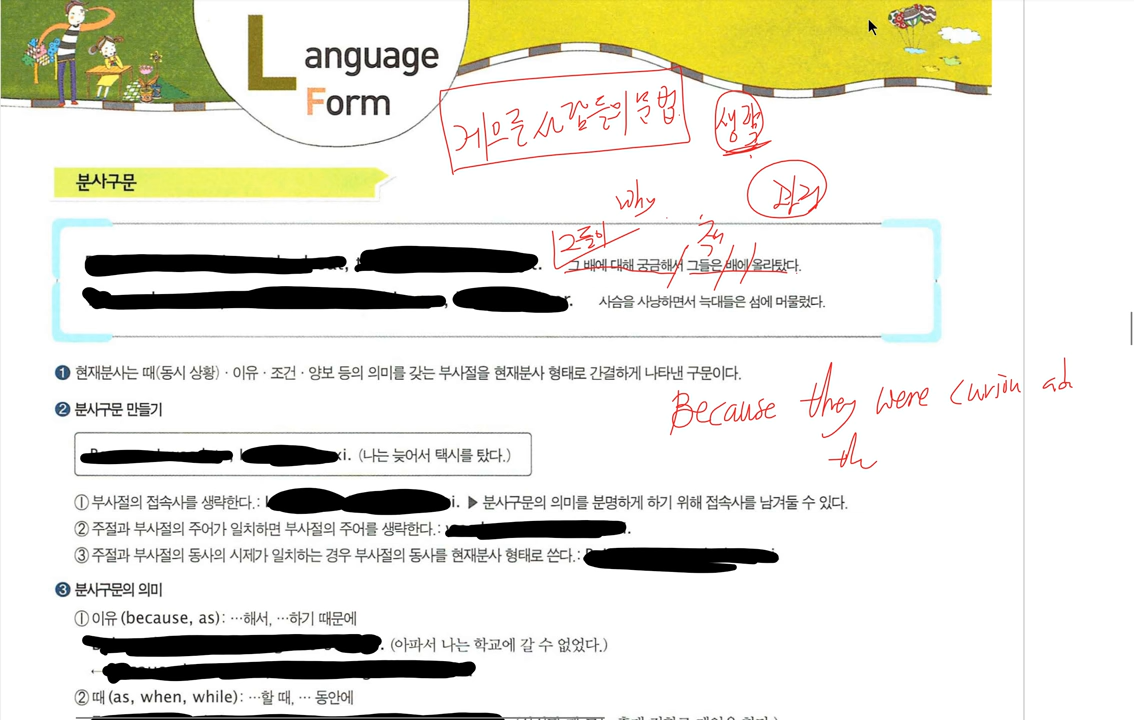 Language
Form
게으른 사람들의 문법
생략
분사구문
why
그들이
그 배에 대해 궁금해서 그들은 배에 올라탔다.
사슴을 사냥하면서 늑대들은 섬에 머물렀다.
1 현재분사는 때(동시 상황)·이유·조건·양보 등의 의미를 갖는 부사절을 현재분사 형태로 간결하게 나타낸 구문이다.
Because they were
th
2 분사구문 만들기
xi. (나는 늦어서 택시를 탔다.)
① 부사절의 접속사를 생략한다.: i. ▶ 분사구문의 의미를 분명하게 하기 위해 접속사를 남겨둘 수 있다.
② 주절과 부사절의 주어가 일치하면 부사절의 주어를 생략한다.:
③ 주절과 부사절의 동사의 시제가 일치하는 경우 부사절의 동사를 현재분사 형태로 쓴다.:
3 분사구문의 의미
① 이유(because, as): …해서, …하기 때문에
(아파서 나는 학교에 갈 수 없었다.)
←
② 때(as, when, while): …할 때, … 동안에